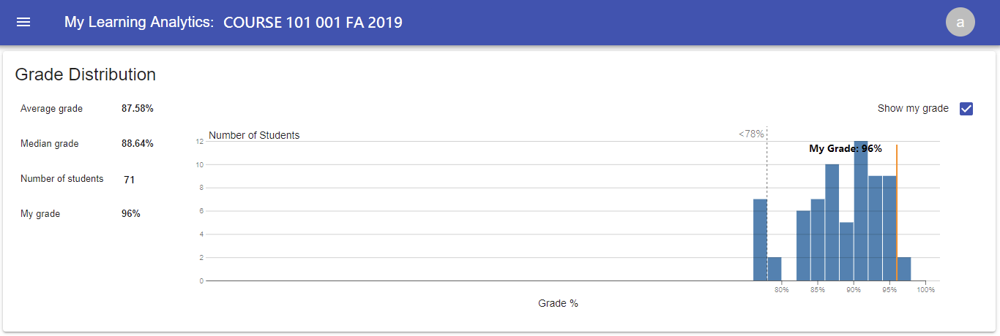 My Learning Analytics: COURSE 101 001 FA 2019
a
Grade Distribution
Average grade 87.58%
Median grade 88.64%
Number of students 71
My grade 96%
Show my grade
Number of Students
<78%
My Grade: 96%
12
10
8
6
4
2
0
80% 85% 90% 95% 100%
Grade %